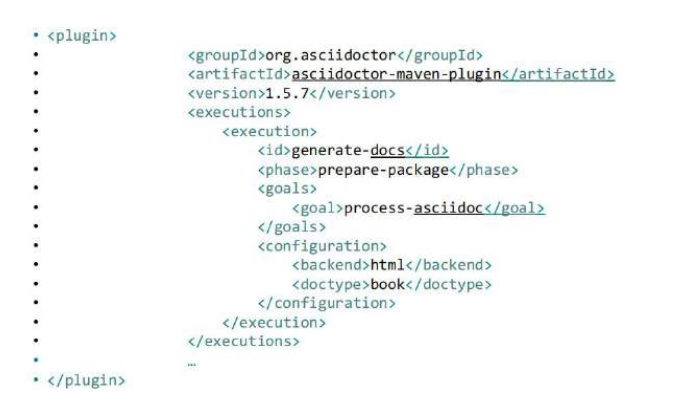 • <plugin>
• <groupId>org.asciidoctor</groupId>
• <artifactId>asciidoctor-maven-plugin</artifactId>
• <version>1.5.7</version>
• <executions>
• <execution>
• <id>generate-docs</id>
• <phase>prepare-package</phase>
• <goals>
• <goal>process-asciidoc</goal>
• </goals>
• <configuration>
• <backend>html</backend>
• <doctype>book</doctype>
• </configuration>
• </execution>
• </executions>
• …
• </plugin>